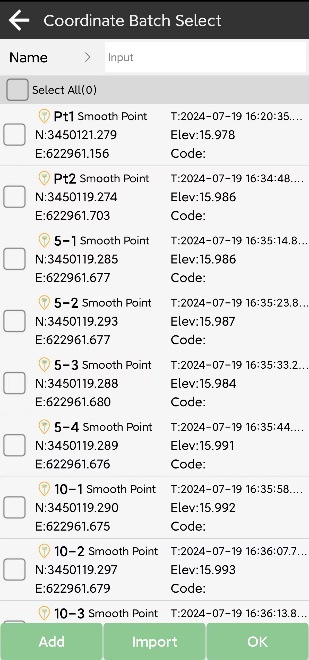 Coordinate Batch Select
Name > Input
Select All(0)
Pt1 Smooth Point T:2024-07-19 16:20:35....
N:3450121.279 Elev:15.978
E:622961.156 Code:
Pt2 Smooth Point T:2024-07-19 16:34:48....
N:3450119.274 Elev:15.986
E:622961.703 Code:
5-1 Smooth Point T:2024-07-19 16:35:14.8...
N:3450119.285 Elev:15.986
E:622961.677 Code:
5-2 Smooth Point T:2024-07-19 16:35:23.8...
N:3450119.293 Elev:15.987
E:622961.677 Code:
5-3 Smooth Point T:2024-07-19 16:35:33.2...
N:3450119.288 Elev:15.984
E:622961.680 Code:
5-4 Smooth Point T:2024-07-19 16:35:44....
N:3450119.289 Elev:15.991
E:622961.676 Code:
10-1 Smooth Point T:2024-07-19 16:35:58....
N:3450119.290 Elev:15.992
E:622961.675 Code:
10-2 Smooth Point T:2024-07-19 16:36:07.7...
N:3450119.297 Elev:15.993
E:622961.679 Code:
10-3 Smooth Point T:2024-07-19 16:36:13.8...
Add Import OK